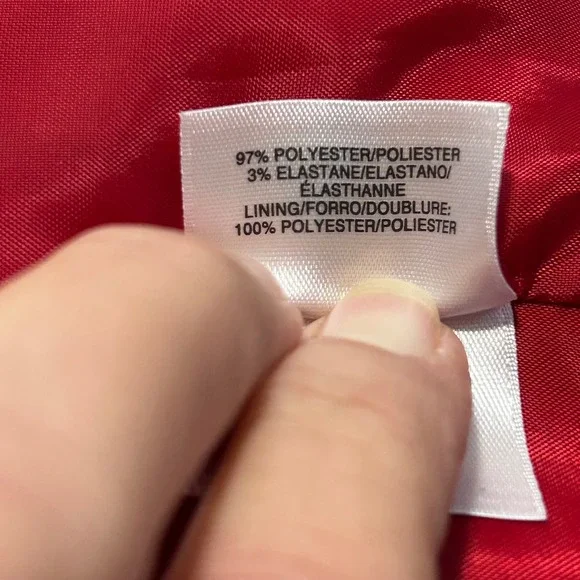 97% POLYESTER/POLIESTER
3% ELASTANE/ELASTANO/
ÉLASTHANNE
LINING/FORRO/DOUBLURE:
100% POLYESTER/POLIESTER